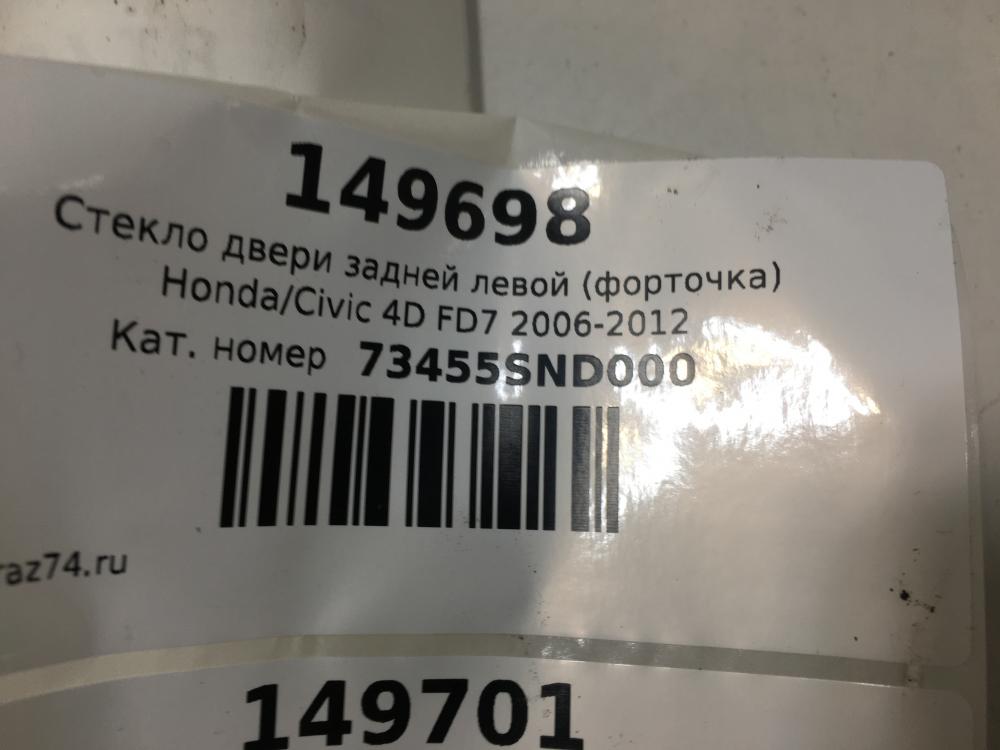 149698
Стекло двери задней левой (форточка)
Honda/Civic 4D FD7 2006-2012
Кат. номер 73455SND000
raz74.ru
149701